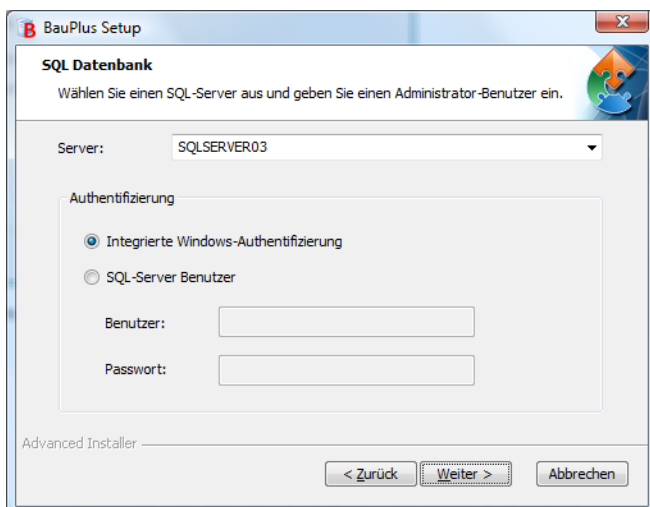 B BauPlus Setup
SQL Datenbank
Wählen Sie einen SQL-Server aus und geben Sie einen Administrator-Benutzer ein.
Server: SQLSERVER03
Authentifizierung
Integrierte Windows-Authentifizierung
SQL-Server Benutzer
Benutzer:
Passwort:
Advanced Installer
< Zurück Weiter > Abbrechen